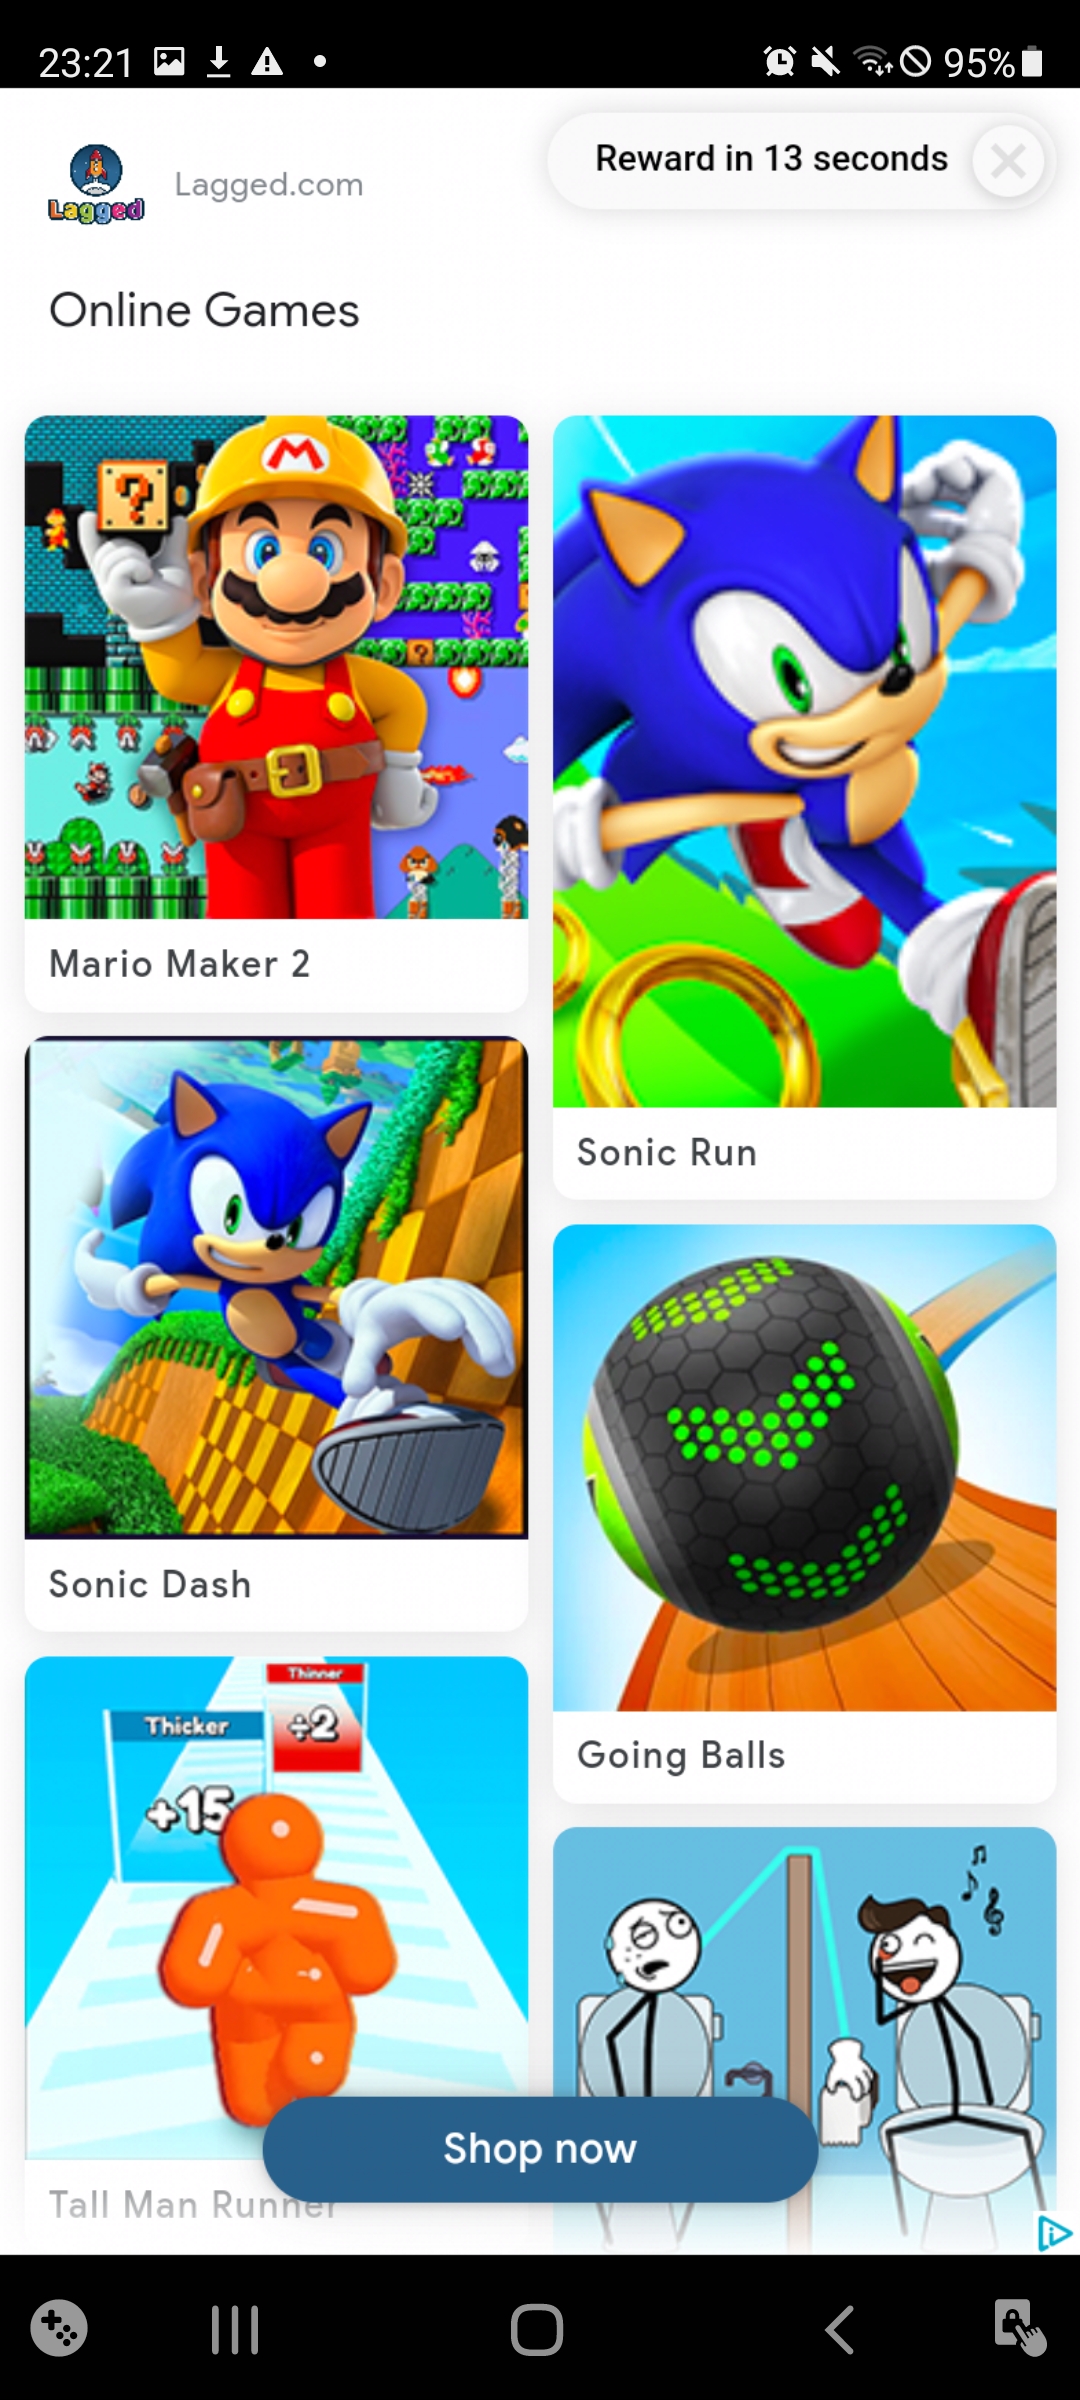 23:21
95%
Lagged
Lagged.com
Reward in 13 seconds
Online Games
M
?
Mario Maker 2
Sonic Run
Sonic Dash
Going Balls
Thinner
÷2
Thicker
+15
Shop now
Tall Man Runner